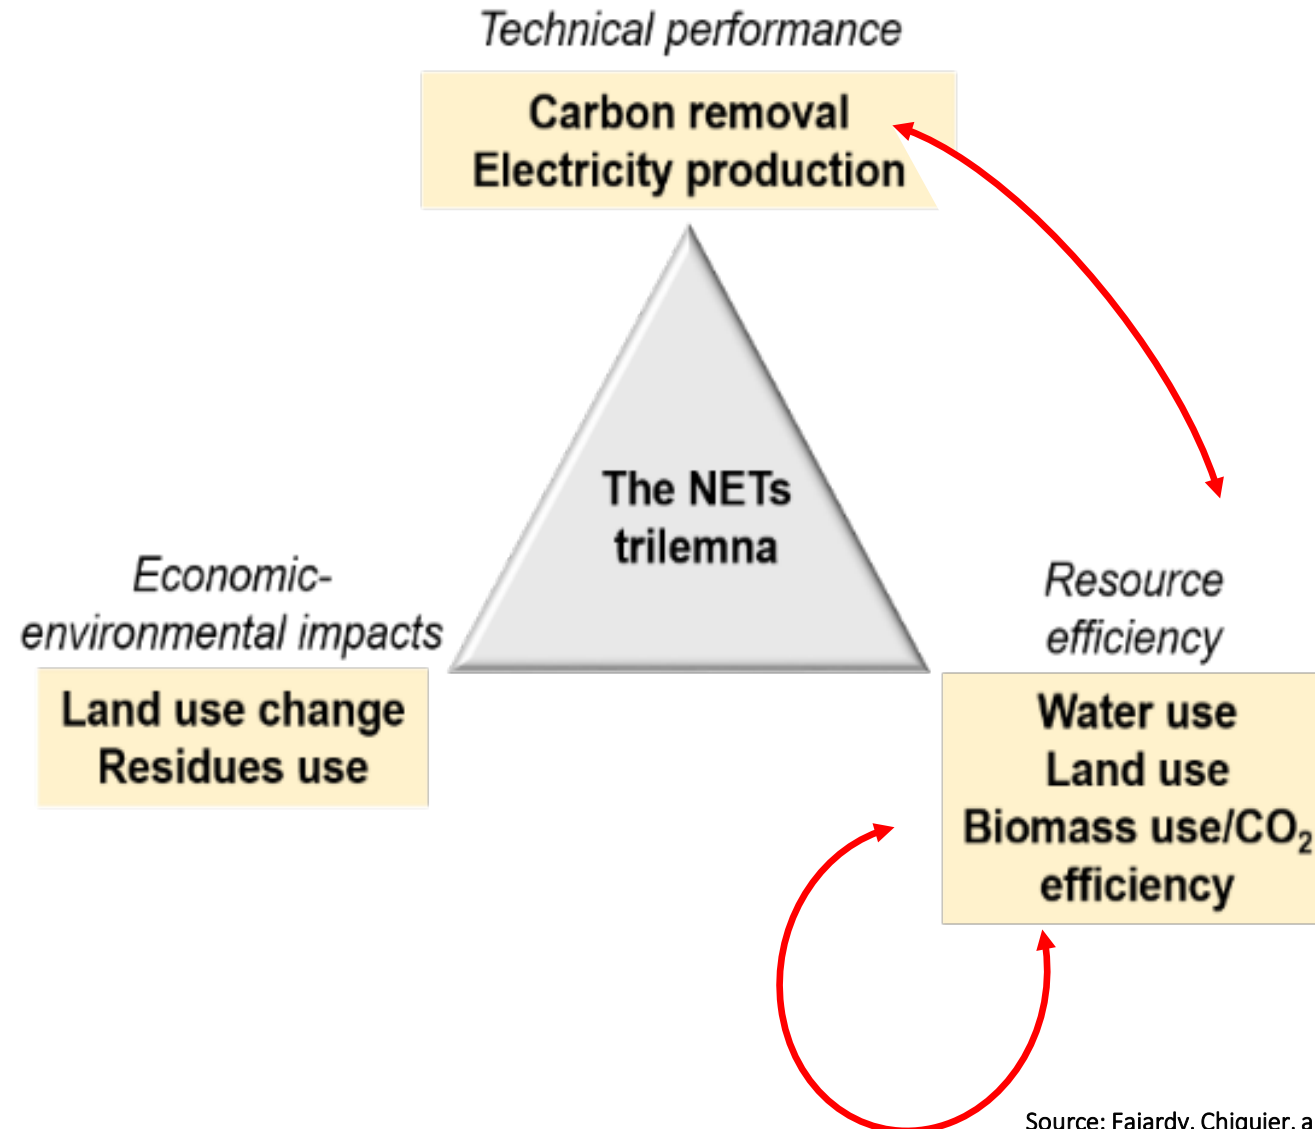 Technical performance
Carbon removal
Electricity production
The NETs
trilemna
Economic-
environmental impacts
Land use change
Residues use
Resource
efficiency
Water use
Land use
Biomass use/CO₂
efficiency
Source: Fajardy, Chiquier, a